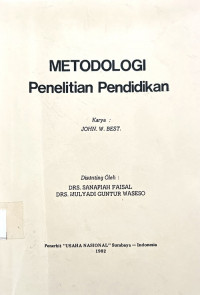 METODOLOGI
Penelitian Pendidikan
Karya :
JOHN. W. BEST.
Disunting Oleh :
DRS. SANAPIAH FAISAL
DRS. MULYADI GUNTUR WASESO
Penerbit "USAHA NASIONAL" Surabaya — Indonesia
1982